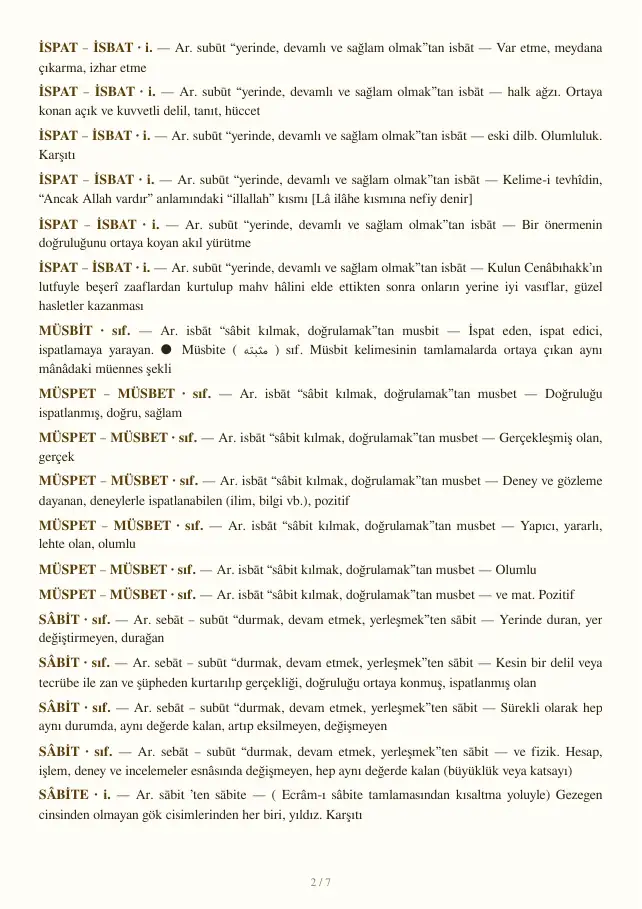 İSPAT – İSBAT · i. — Ar. subūt “yerinde, devamlı ve sağlam olmak”tan isbāt — Var etme, meydana
çıkarma, izhar etme
İSPAT – İSBAT · i. — Ar. subūt “yerinde, devamlı ve sağlam olmak”tan isbāt — halk ağzı. Ortaya
konan açık ve kuvvetli delil, tanıt, hüccet
İSPAT – İSBAT · i. — Ar. subūt “yerinde, devamlı ve sağlam olmak”tan isbāt — eski dilb. Olumluluk.
Karşıtı
İSPAT – İSBAT · i. — Ar. subūt “yerinde, devamlı ve sağlam olmak”tan isbāt — Kelime-i tevhîdin,
“Ancak Allah vardır” anlamındaki “illallah” kısmı [Lâ ilâhe kısmına nefiy denir]
İSPAT – İSBAT · i. — Ar. subūt “yerinde, devamlı ve sağlam olmak”tan isbāt — Bir önermenin
doğruluğunu ortaya koyan akıl yürütme
İSPAT – İSBAT · i. — Ar. subūt “yerinde, devamlı ve sağlam olmak”tan isbāt — Kulun Cenâbıhakk’ın
lutfuyle beşerî zaaflardan kurtulup mahv hâlini elde ettikten sonra onların yerine iyi vasıflar, güzel
hasletler kazanması
MÜSBİT · sıf. — Ar. isbāt “sâbit kılmak, doğrulamak”tan musbit — İspat eden, ispat edici,
ispatlamaya yarayan. ● Müsbite ( مثبته ) sıf. Müsbit kelimesinin tamlamalarda ortaya çıkan aynı
mânâdaki müennes şekli
MÜSPET – MÜSBET · sıf. — Ar. isbāt “sâbit kılmak, doğrulamak”tan musbet — Doğruluğu
ispatlanmış, doğru, sağlam
MÜSPET – MÜSBET · sıf. — Ar. isbāt “sâbit kılmak, doğrulamak”tan musbet — Gerçekleşmiş olan,
gerçek
MÜSPET – MÜSBET · sıf. — Ar. isbāt “sâbit kılmak, doğrulamak”tan musbet — Deney ve gözleme
dayanan, deneylerle ispatlanabilen (ilim, bilgi vb.), pozitif
MÜSPET – MÜSBET · sıf. — Ar. isbāt “sâbit kılmak, doğrulamak”tan musbet — Yapıcı, yararlı,
lehte olan, olumlu
MÜSPET – MÜSBET · sıf. — Ar. isbāt “sâbit kılmak, doğrulamak”tan musbet — Olumlu
MÜSPET – MÜSBET · sıf. — Ar. isbāt “sâbit kılmak, doğrulamak”tan musbet — ve mat. Pozitif
SÂBİT · sıf. — Ar. sebāt – subūt “durmak, devam etmek, yerleşmek”ten sābit — Yerinde duran, yer
değiştirmeyen, durağan
SÂBİT · sıf. — Ar. sebāt – subūt “durmak, devam etmek, yerleşmek”ten sābit — Kesin bir delil veya
tecrübe ile zan ve şüpheden kurtarılıp gerçekliği, doğruluğu ortaya konmuş, ispatlanmış olan
SÂBİT · sıf. — Ar. sebāt – subūt “durmak, devam etmek, yerleşmek”ten sābit — Sürekli olarak hep
aynı durumda, aynı değerde kalan, artıp eksilmeyen, değişmeyen
SÂBİT · sıf. — Ar. sebāt – subūt “durmak, devam etmek, yerleşmek”ten sābit — ve fizik. Hesap,
işlem, deney ve incelemeler esnâsında değişmeyen, hep aynı değerde kalan (büyüklük veya katsayı)
SÂBİTE · i. — Ar. sābit ’ten sābite — ( Ecrâm-ı sâbite tamlamasından kısaltma yoluyle) Gezegen
cinsinden olmayan gök cisimlerinden her biri, yıldız. Karşıtı
2 / 7